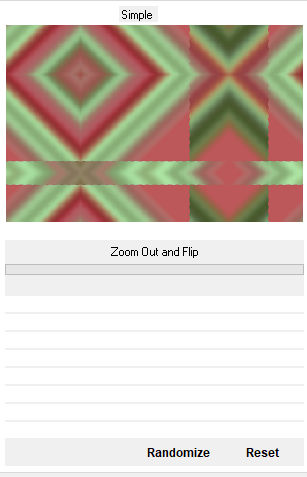 Simple
Zoom Out and Flip
Randomize Reset